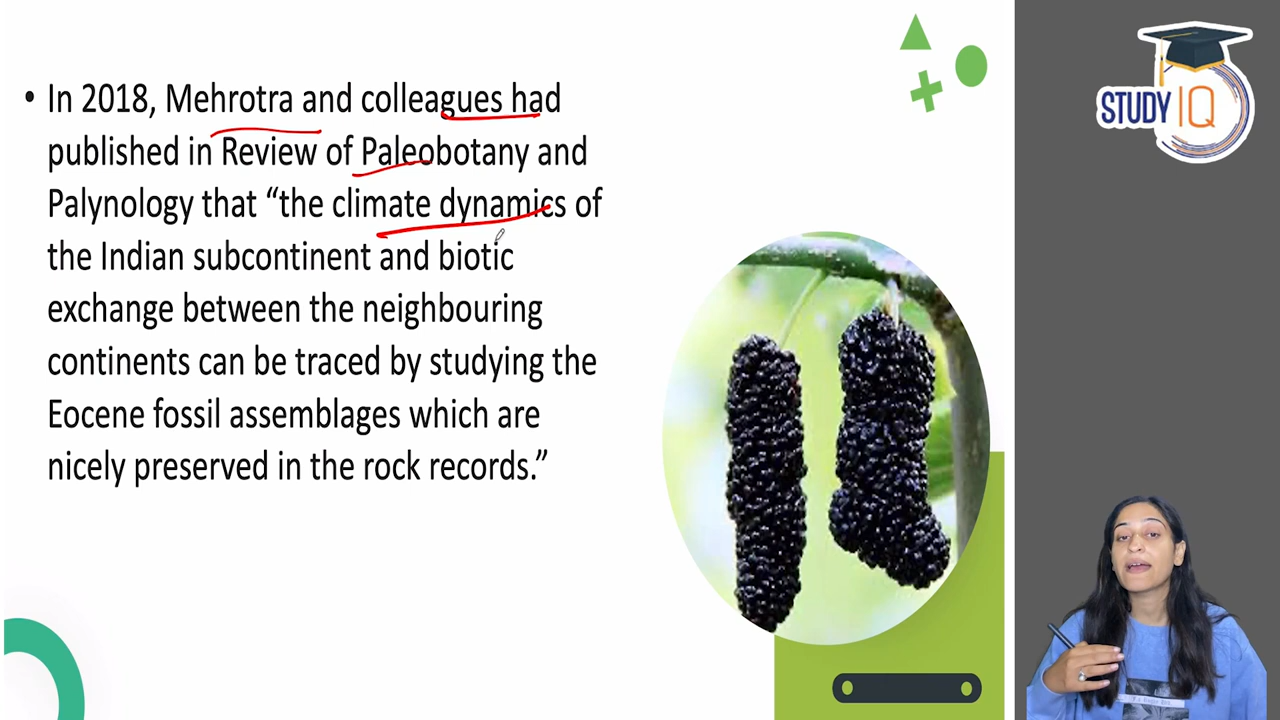 • In 2018, Mehrotra and colleagues had
published in Review of Paleobotany and
Palynology that “the climate dynamics of
the Indian subcontinent and biotic
exchange between the neighbouring
continents can be traced by studying the
Eocene fossil assemblages which are
nicely preserved in the rock records.”
STUDY IQ